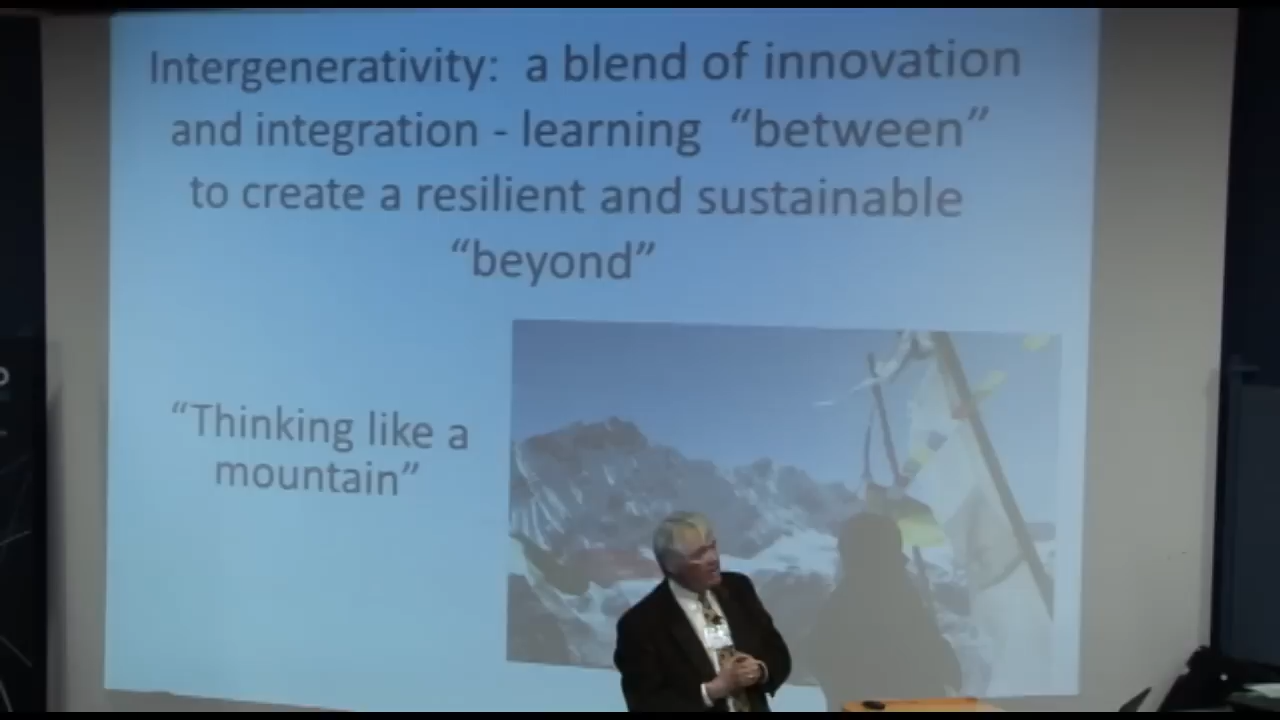 Intergenerativity: a blend of innovation
and integration - learning “between”
to create a resilient and sustainable
“beyond”
“Thinking like a
mountain”